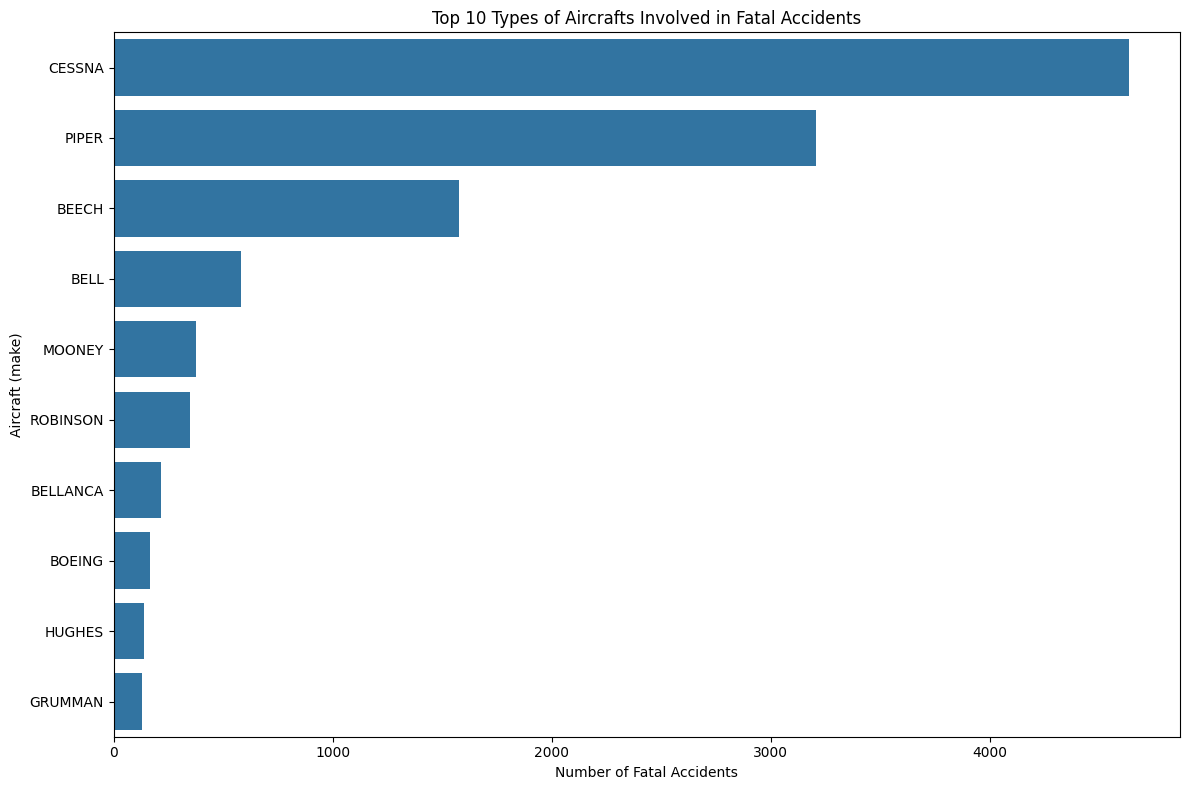 Top 10 Types of Aircrafts Involved in Fatal Accidents
CESSNA
PIPER
BEECH
BELL
MOONEY
ROBINSON
BELLANCA
BOEING
HUGHES
GRUMMAN
Aircraft (make)
0 1000 2000 3000 4000
Number of Fatal Accidents